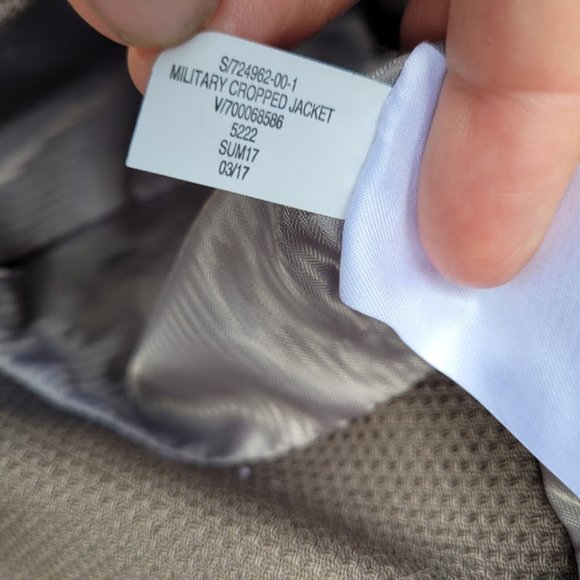 S/724962-00-1
MILITARY CROPPED JACKET
V/700068586
5222
SUM17
03/17